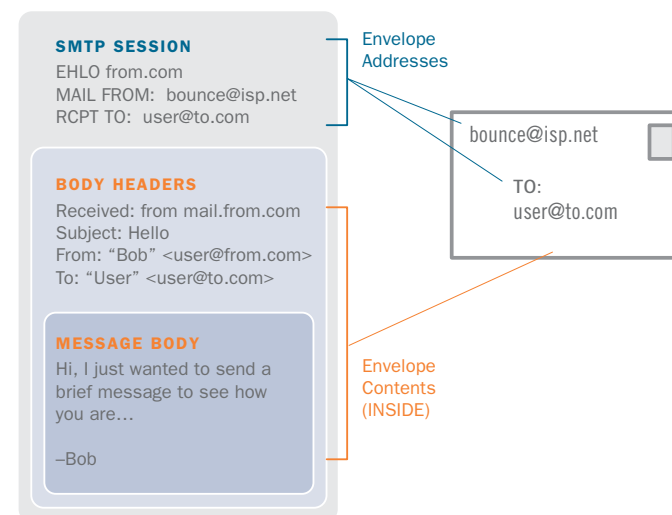 SMTP SESSION
EHLO from.com
MAIL FROM:  bounce@isp.net
RCPT TO:  user@to.com
BODY HEADERS
Received: from mail.from.com
Subject: Hello
From: “Bob” <user@from.com>
To: “User” <user@to.com>
MESSAGE BODY
Hi, I just wanted to send a
brief message to see how
you are…
–Bob
Envelope
Addresses
bounce@isp.net
TO:
user@to.com
Envelope
Contents
(INSIDE)